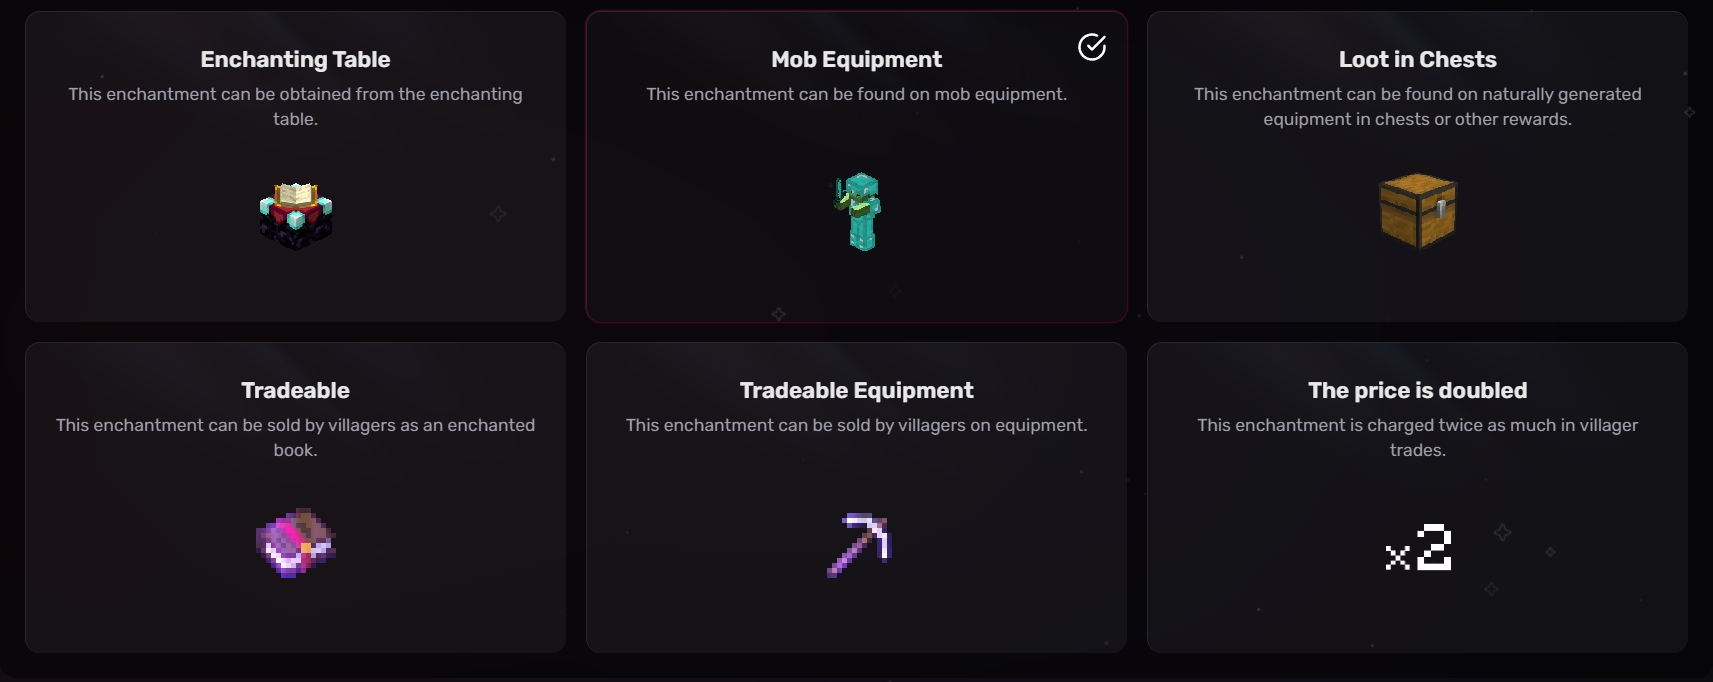 Enchanting Table
This enchantment can be obtained from the enchanting
table.
Mob Equipment
This enchantment can be found on mob equipment.
Loot in Chests
This enchantment can be found on naturally generated
equipment in chests or other rewards.
Tradeable
This enchantment can be sold by villagers as an enchanted
book.
Tradeable Equipment
This enchantment can be sold by villagers on equipment.
The price is doubled
This enchantment is charged twice as much in villager
trades.
x2